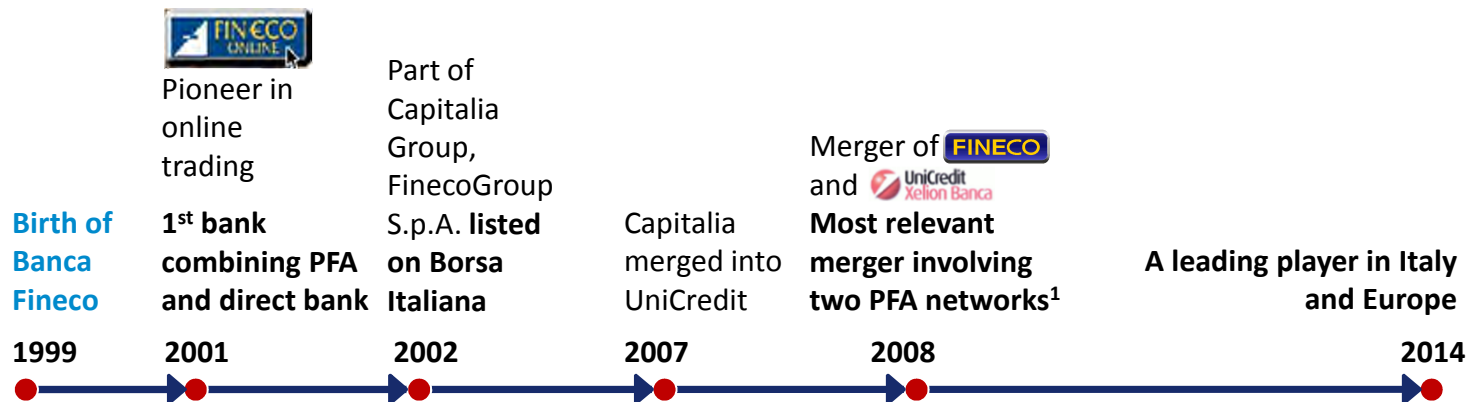 Birth of
Banca
Fineco
1999
FIN€CO
ONLINE
Pioneer in
online
trading
1st bank
combining PFA
and direct bank
2001
Part of
Capitalia
Group,
FinecoGroup
S.p.A. listed
on Borsa
Italiana
2002
Capitalia
merged into
UniCredit
2007
Merger of FINECO
and UniCredit
Xelion Banca
Most relevant
merger involving
two PFA networks1
2008
A leading player in Italy
and Europe
2014